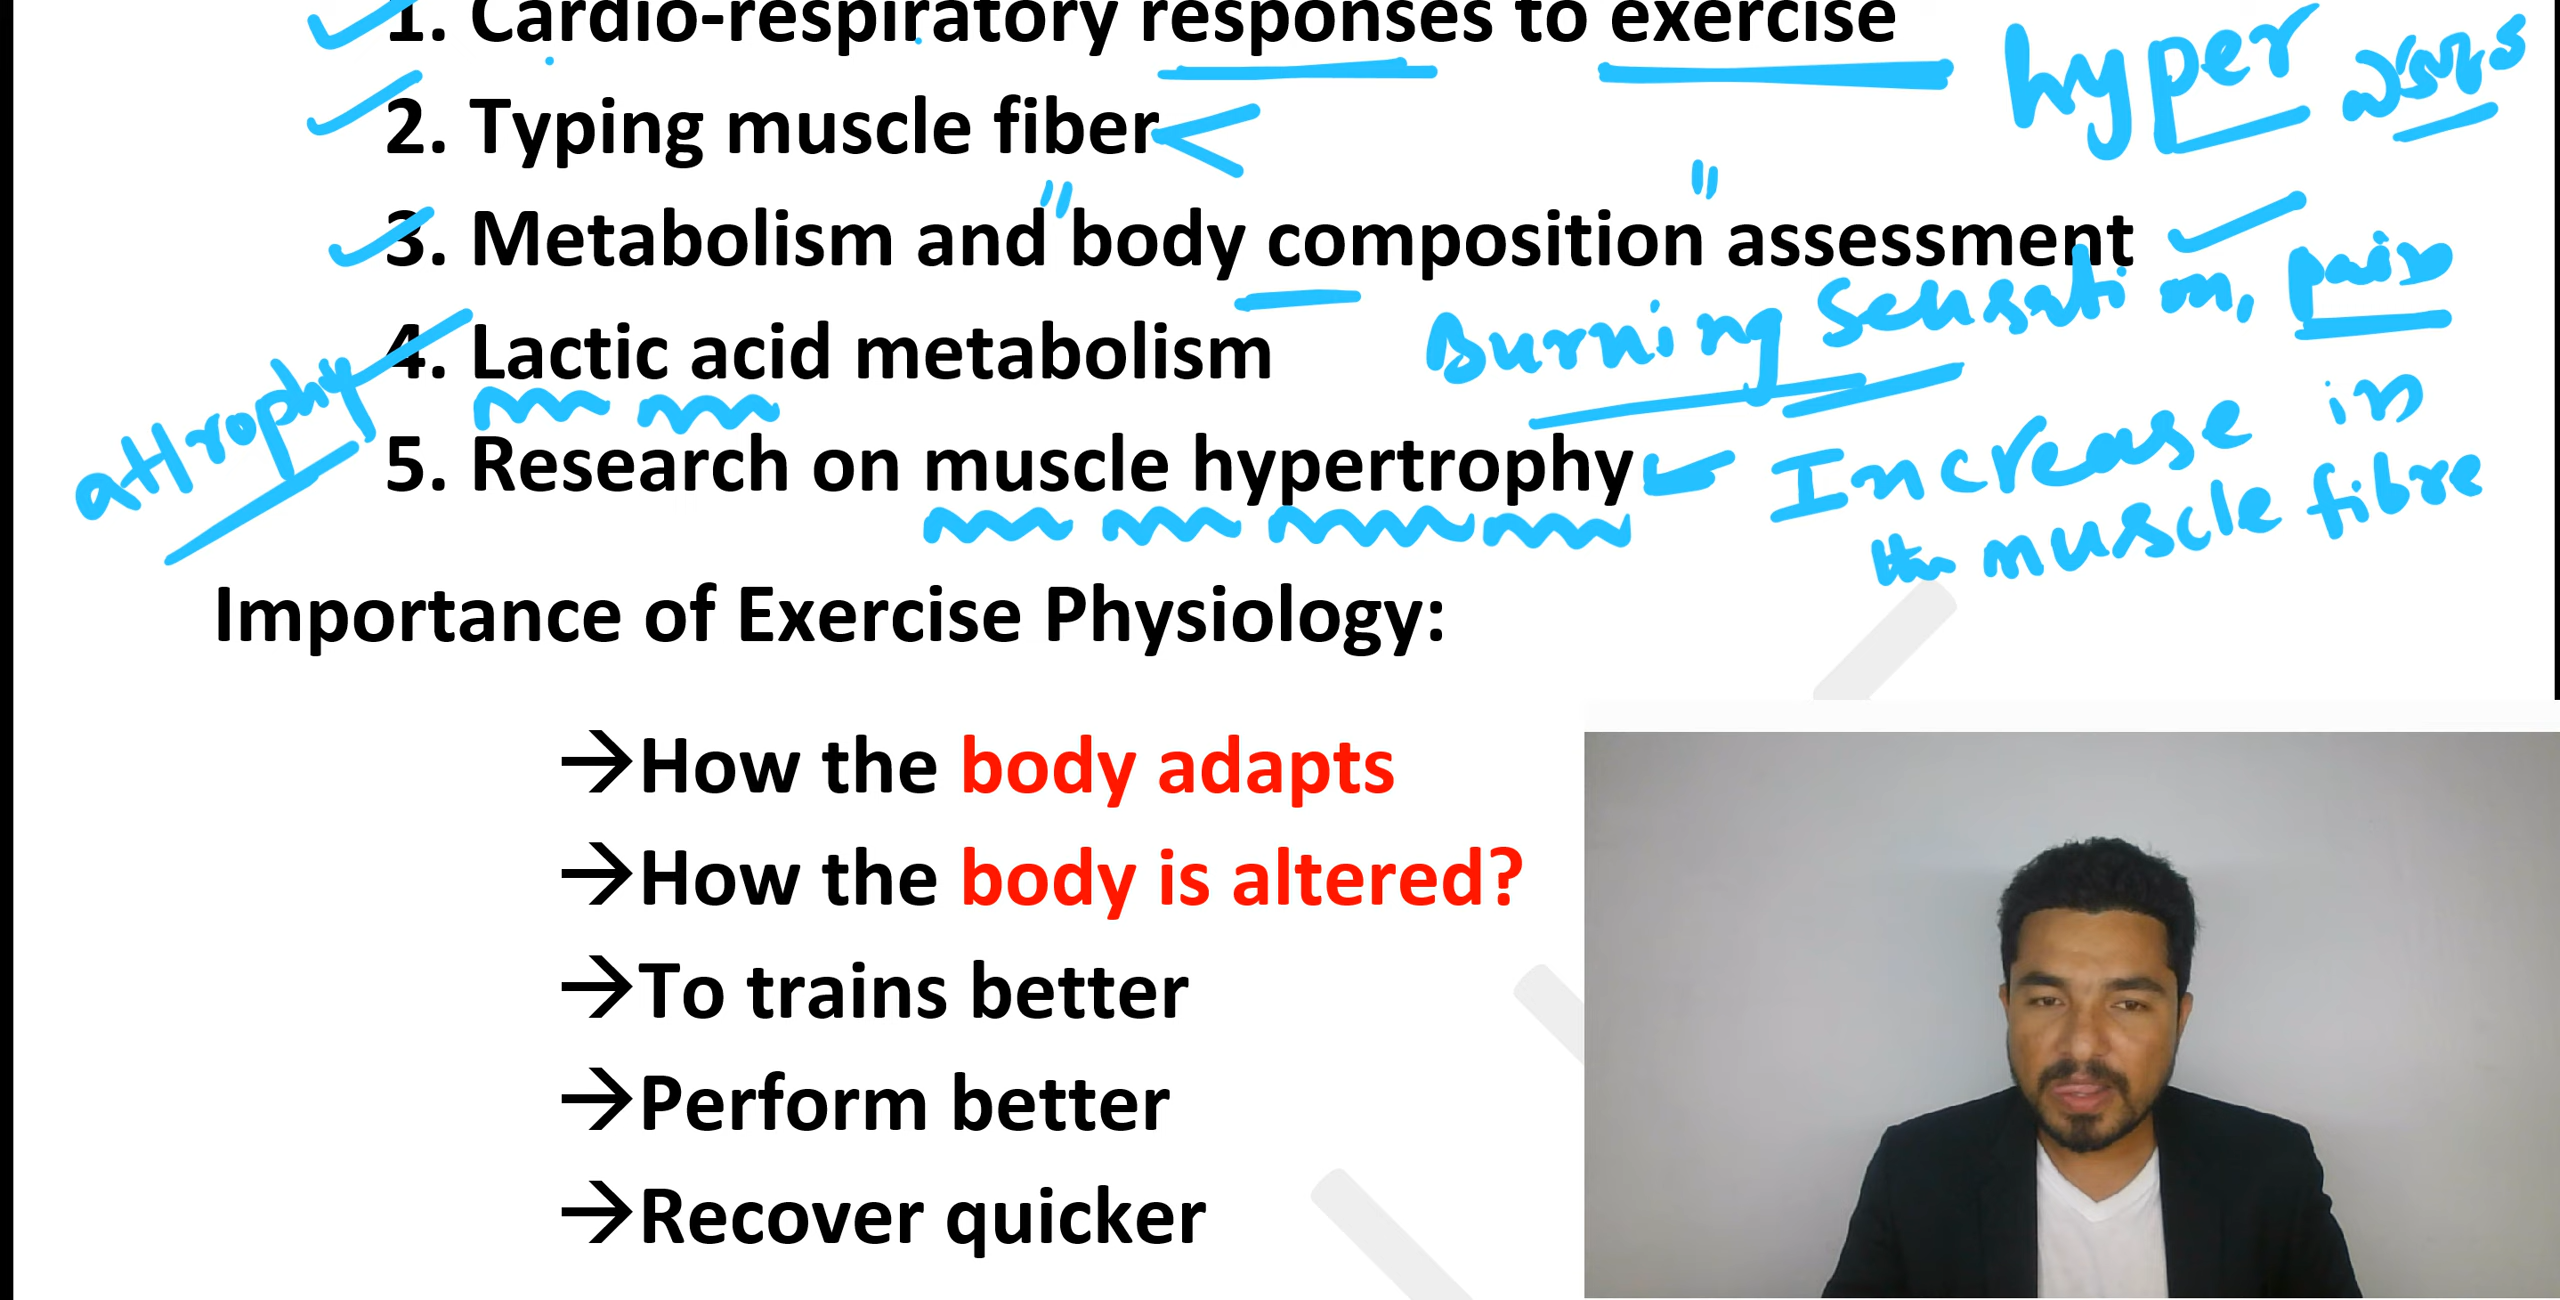 1. Cardio-respiratory responses to exercise
hyper
2. Typing muscle fiber
3. Metabolism and "body composition" assessment
Burning Sensation, pain
4. Lactic acid metabolism
attrophy
5. Research on muscle hypertrophy
Increase in
the muscle fibre
Importance of Exercise Physiology:
→How the body adapts
→How the body is altered?
→To trains better
→Perform better
→Recover quicker